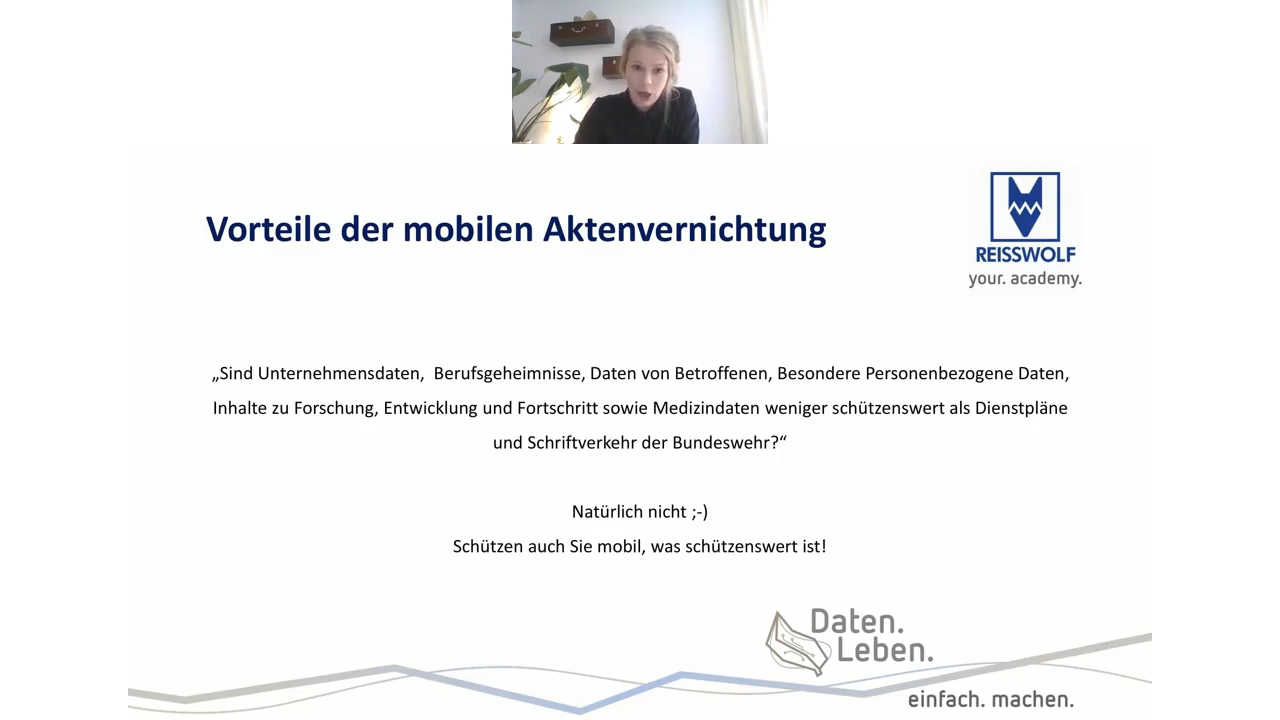 Vorteile der mobilen Aktenvernichtung
REISSWOLF
your. academy.
„Sind Unternehmensdaten,  Berufsgeheimnisse, Daten von Betroffenen, Besondere Personenbezogene Daten,
Inhalte zu Forschung, Entwicklung und Fortschritt sowie Medizindaten weniger schützenswert als Dienstpläne
und Schriftverkehr der Bundeswehr?“
Natürlich nicht ;-)
Schützen auch Sie mobil, was schützenswert ist!
Daten.
Leben.
einfach. machen.